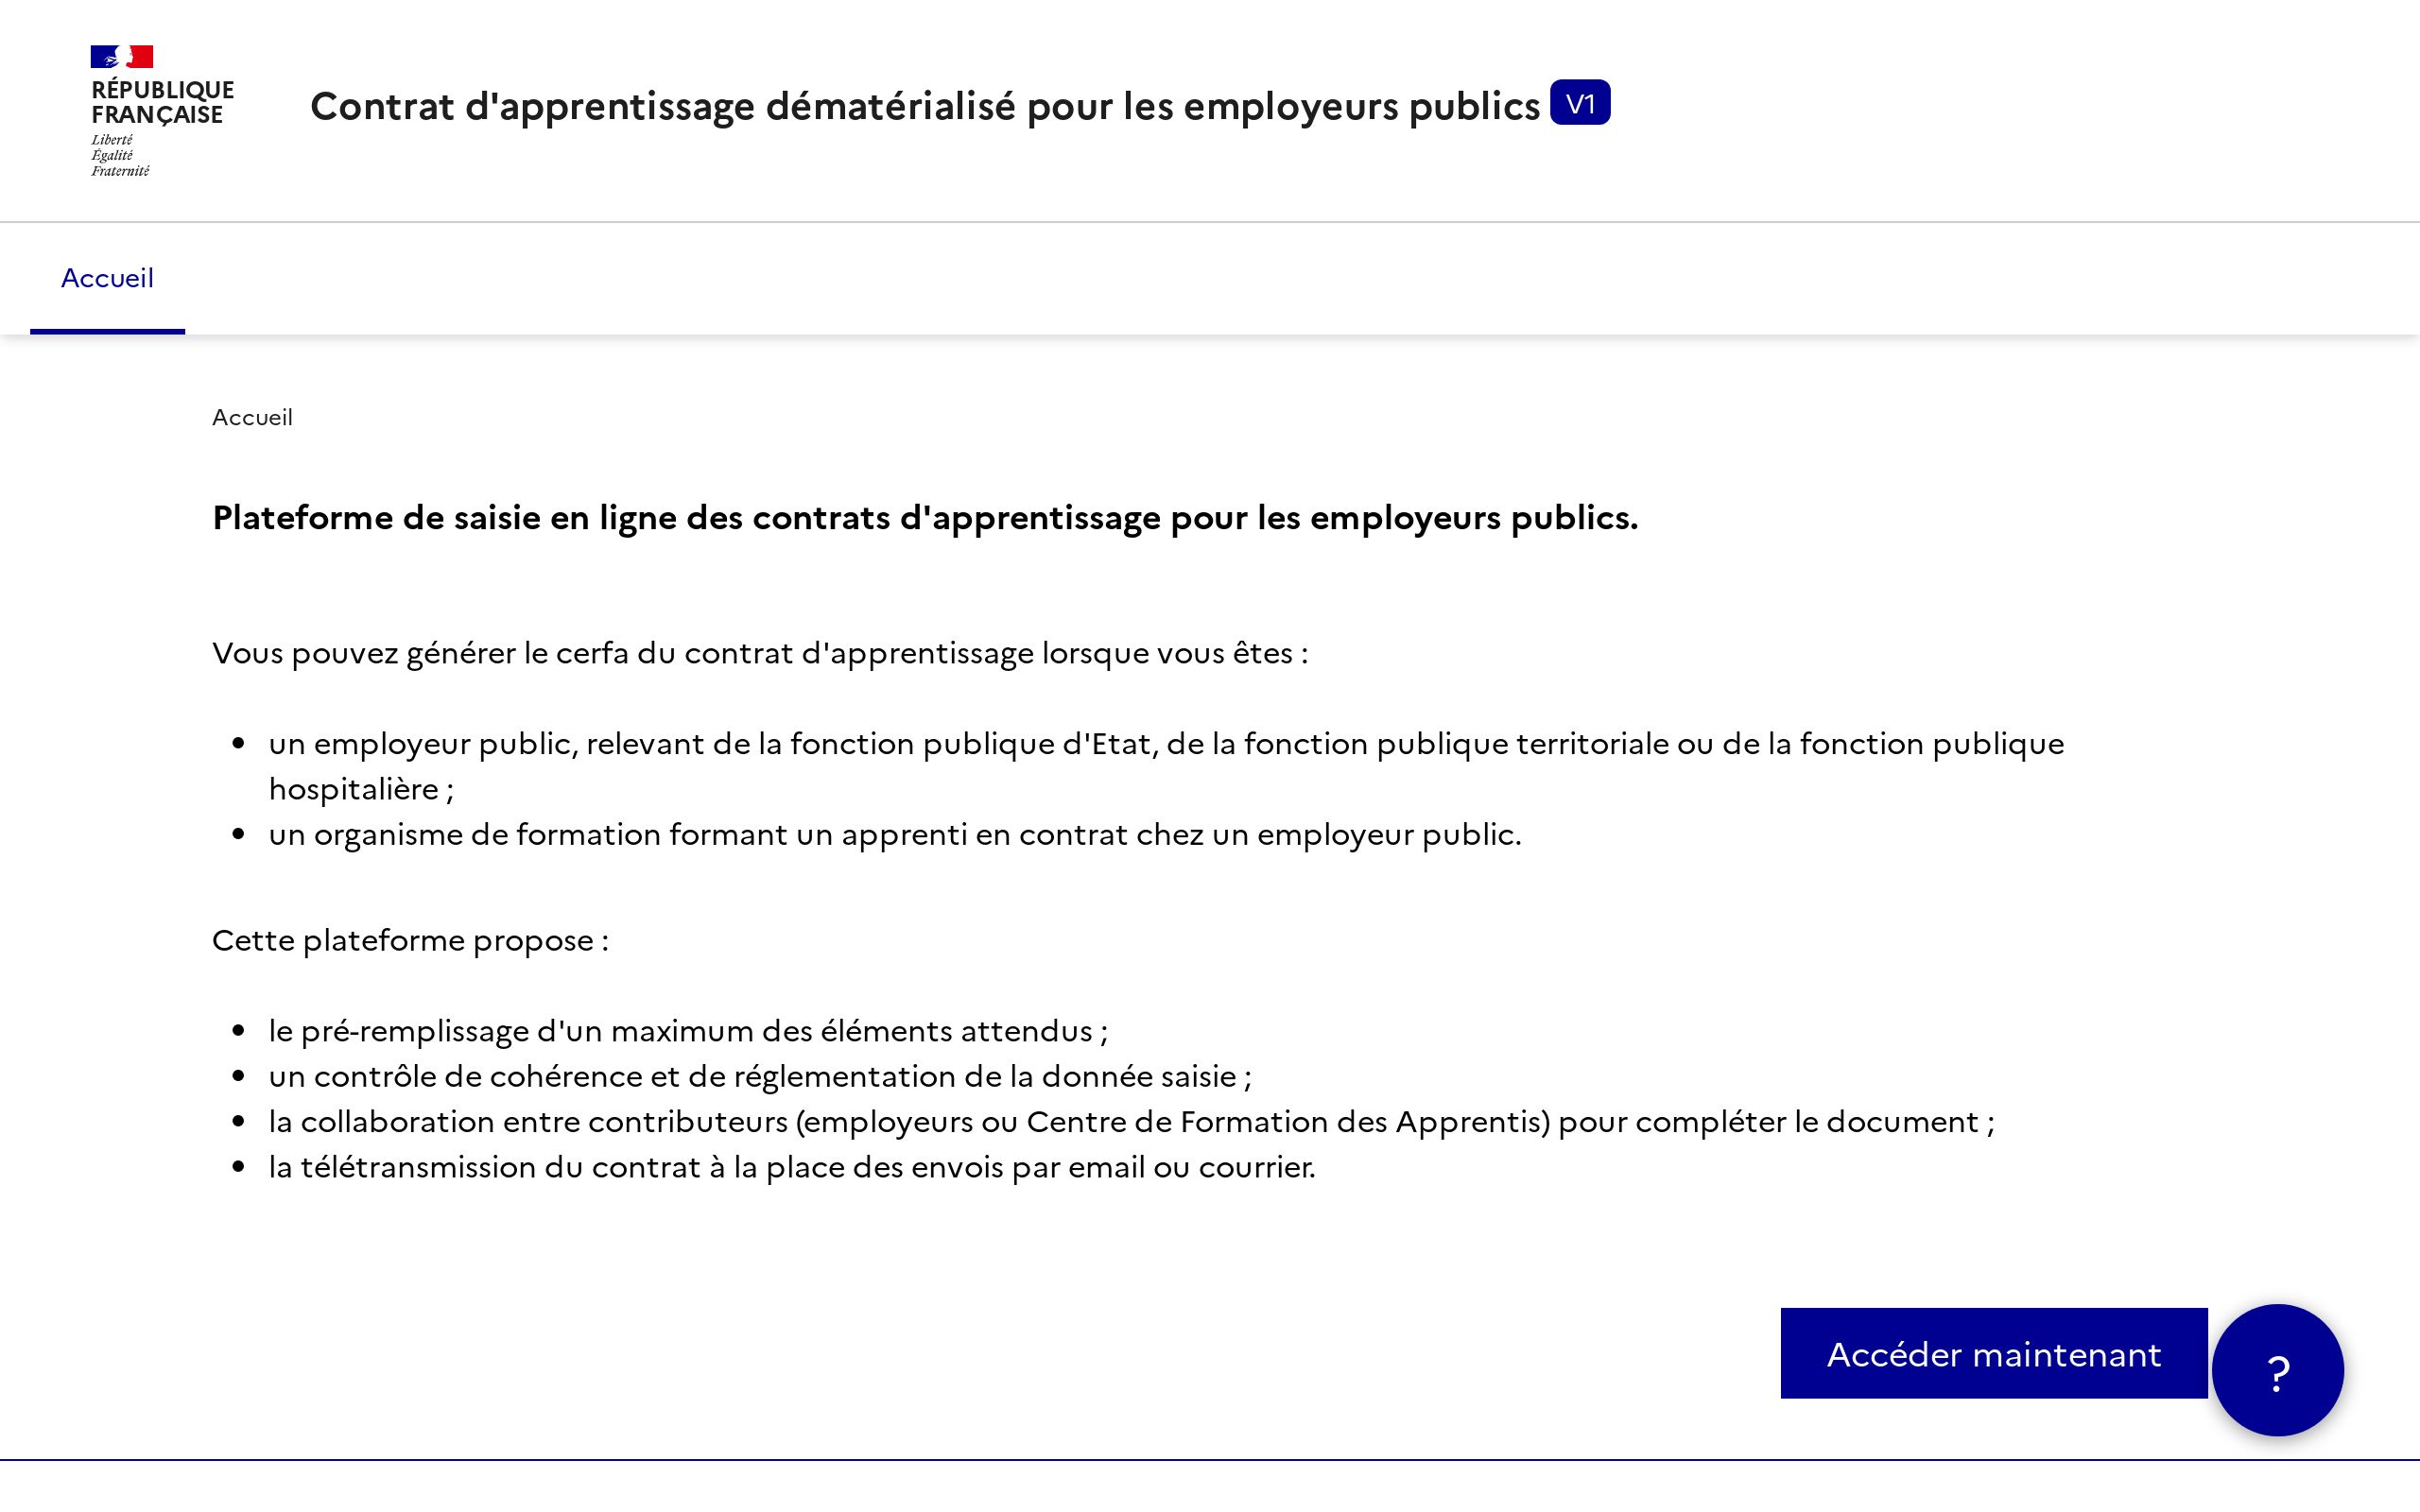 RÉPUBLIQUE
FRANÇAISE
Liberté
Égalité
Fraternité
Contrat d'apprentissage dématérialisé pour les employeurs publics V1
Accueil
Accueil
Plateforme de saisie en ligne des contrats d'apprentissage pour les employeurs publics.
Vous pouvez générer le cerfa du contrat d'apprentissage lorsque vous êtes :
• un employeur public, relevant de la fonction publique d'Etat, de la fonction publique territoriale ou de la fonction publique
hospitalière ;
• un organisme de formation formant un apprenti en contrat chez un employeur public.
Cette plateforme propose :
• le pré-remplissage d'un maximum des éléments attendus ;
• un contrôle de cohérence et de réglementation de la donnée saisie ;
• la collaboration entre contributeurs (employeurs ou Centre de Formation des Apprentis) pour compléter le document ;
• la télétransmission du contrat à la place des envois par email ou courrier.
Accéder maintenant
?